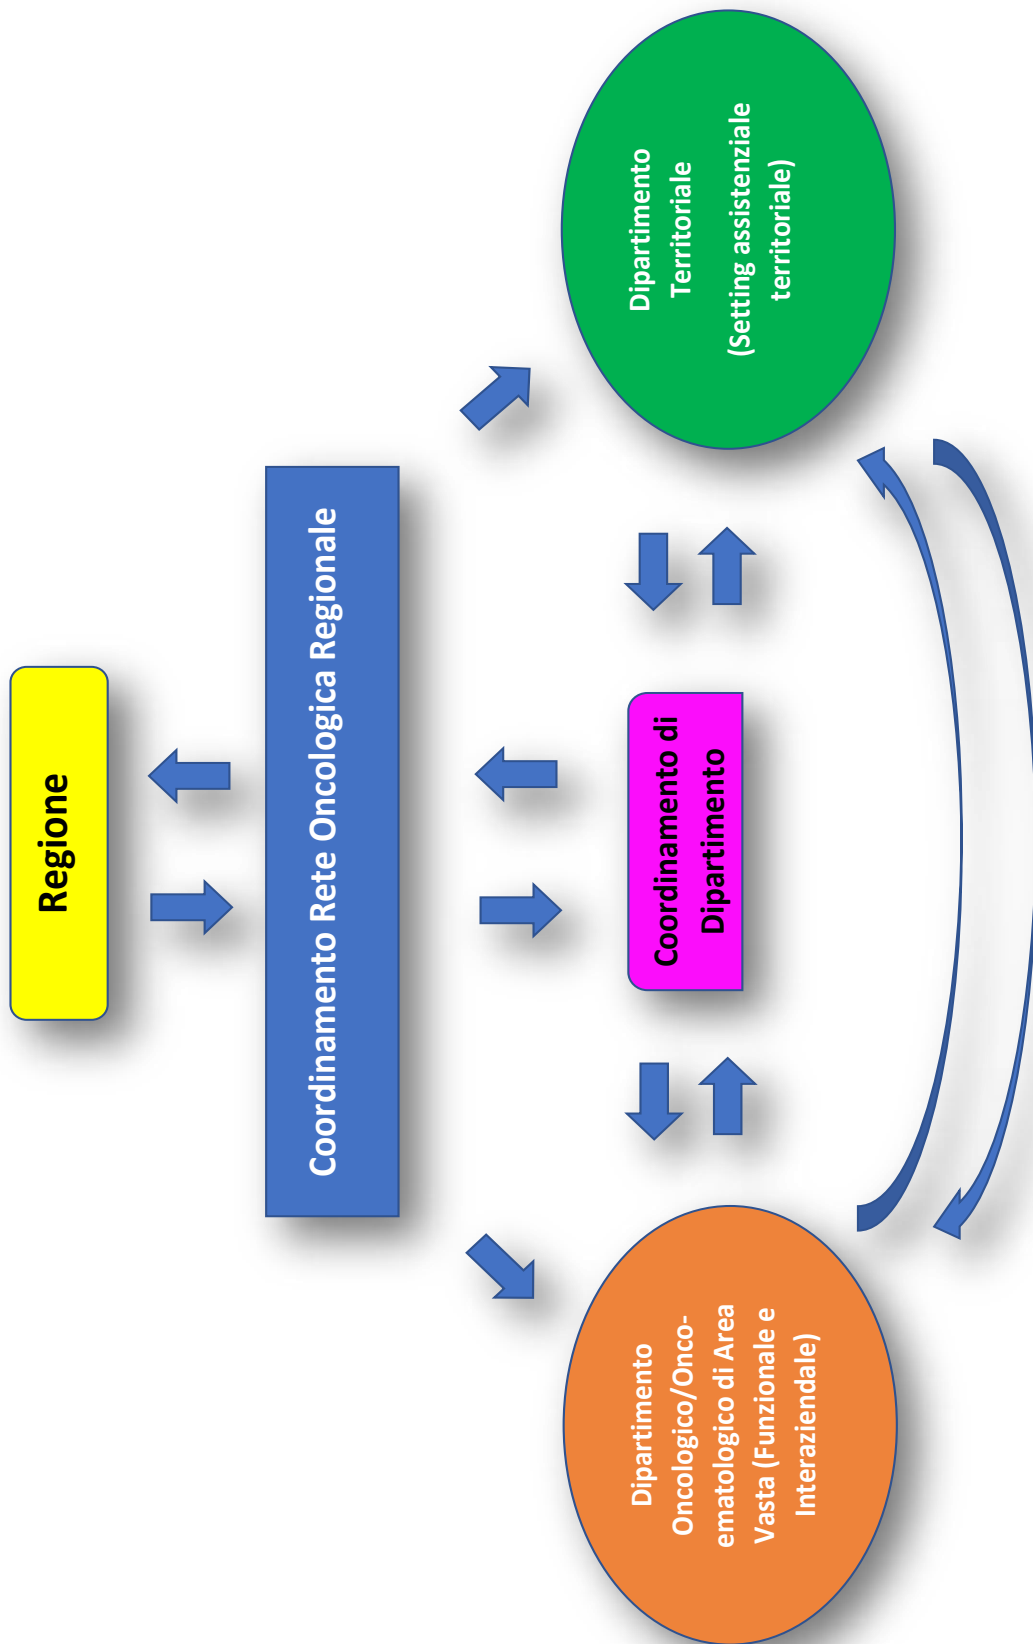 Regione
Coordinamento Rete Oncologica Regionale
Coordinamento di
Dipartimento
Dipartimento
Oncologico/Onco-
ematologico di Area
Vasta (Funzionale e
Interaziendale)
Dipartimento
Territoriale
(Setting assistenziale
territoriale)